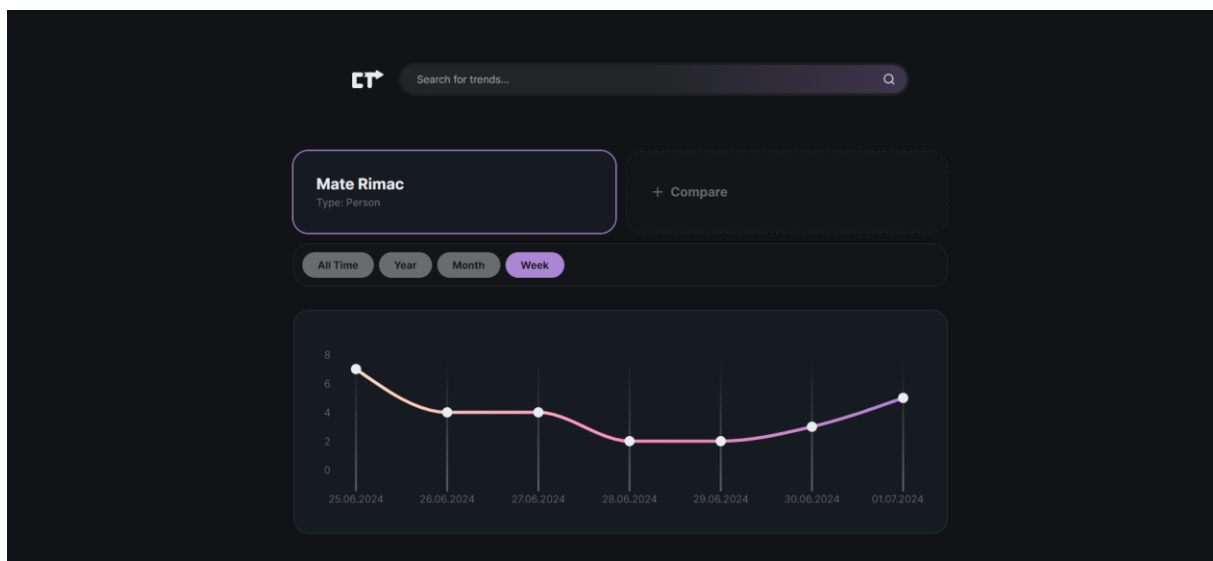 CT
Search for trends...
Mate Rimac
Type: Person
+ Compare
All Time Year Month Week
8
6
4
2
0
25.06.2024 26.06.2024 27.06.2024 28.06.2024 29.06.2024 30.06.2024 01.07.2024